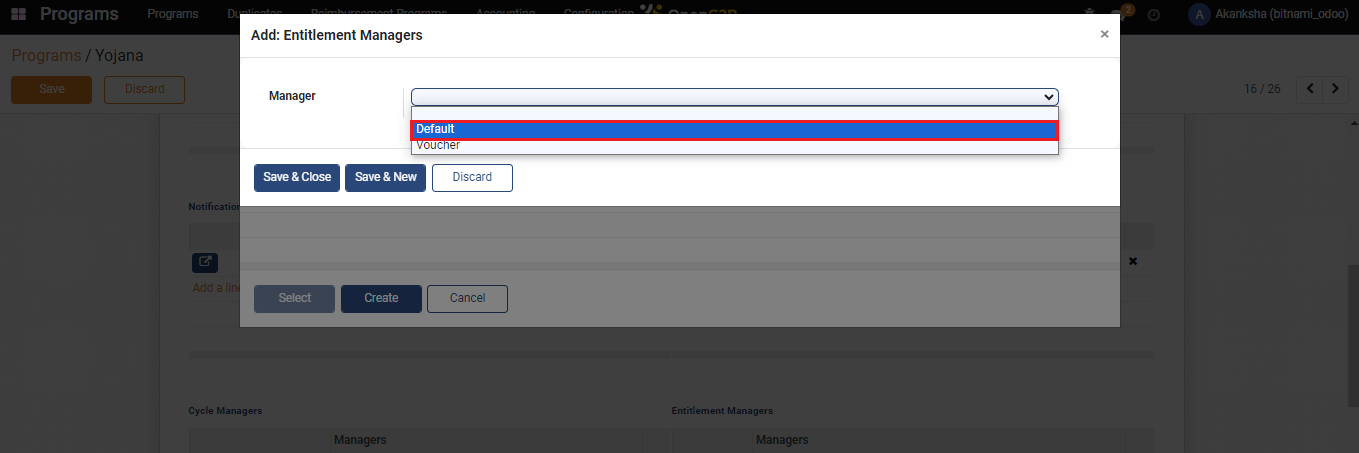 Programs Programs Duplicates Reimbursement Programs Accounting Configuration OpenG2P 2 A Akanksha (bitnami_odoo)
Add: Entitlement Managers ×
Programs / Yojana
Save Discard 16 / 26
Manager
Default
Voucher
Save & Close Save & New Discard
Notification
Add a line
Select Create Cancel
Cycle Managers Entitlement Managers
Managers Managers